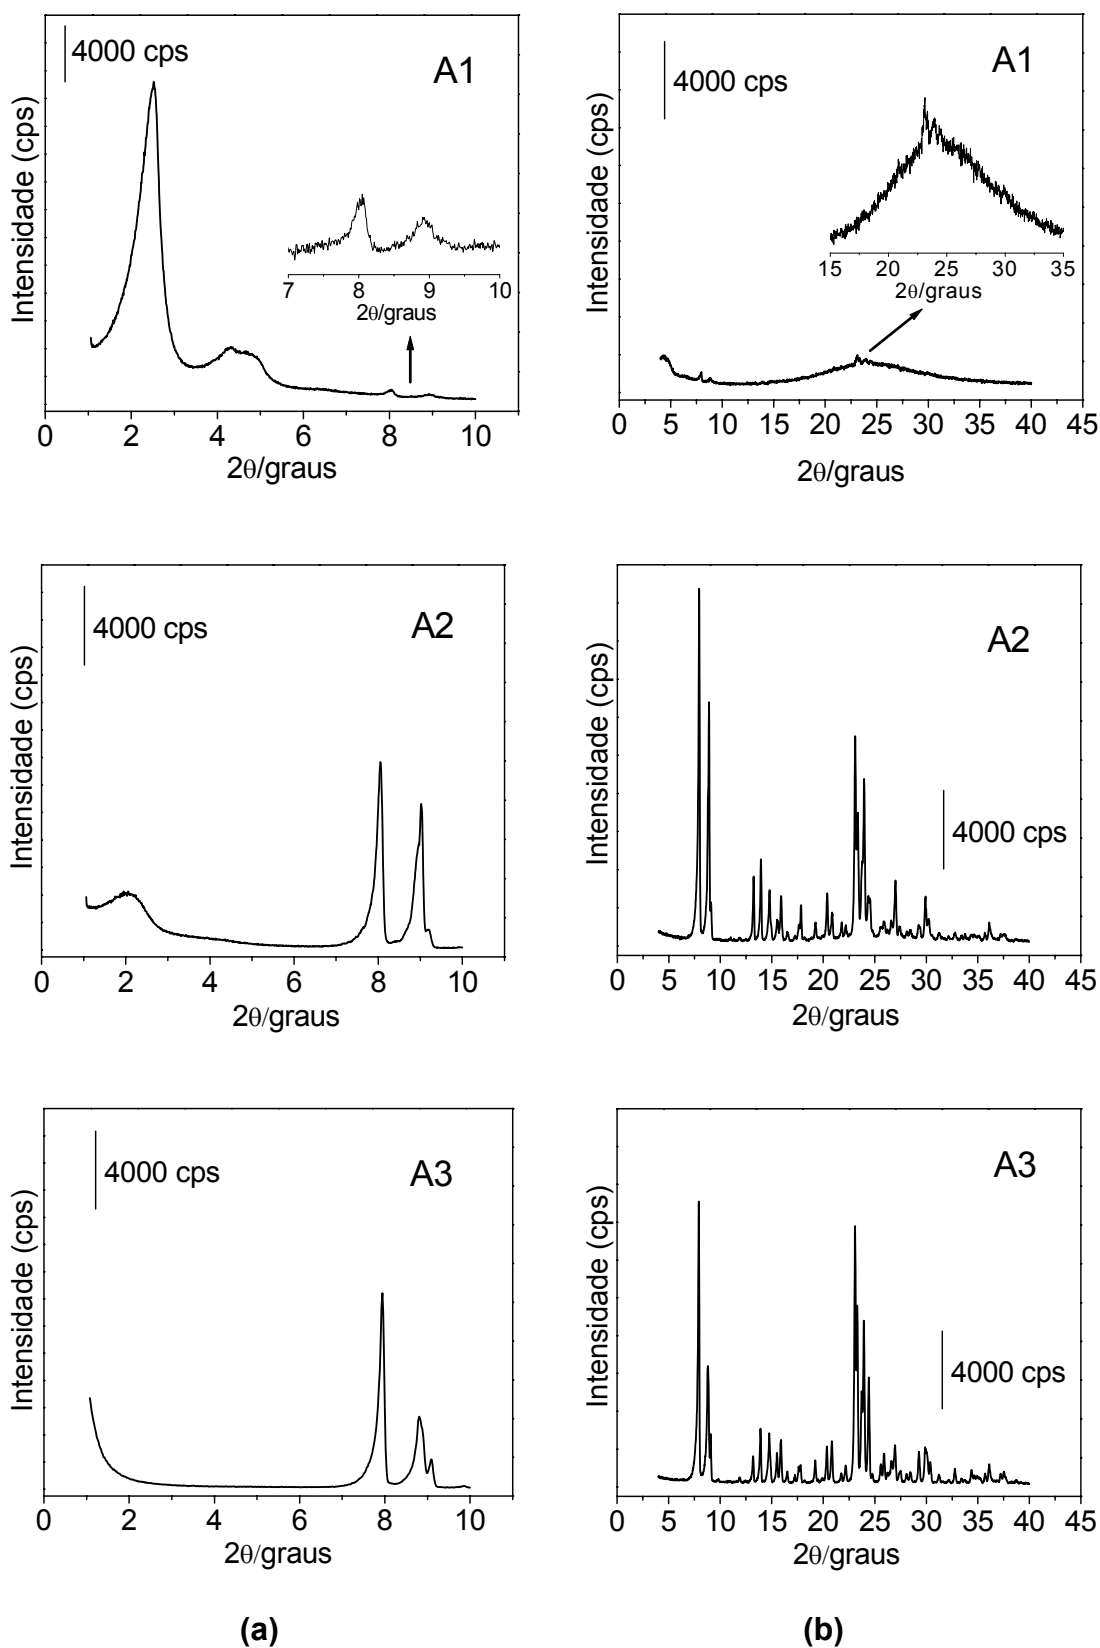 4000 cps
A1
Intensidade (cps)
7 8 9 10
2θ/graus
0 2 4 6 8 10
2θ/graus
4000 cps
A1
Intensidade (cps)
15 20 25 30 35
2θ/graus
0 5 10 15 20 25 30 35 40 45
2θ/graus
4000 cps
A2
Intensidade (cps)
0 2 4 6 8 10
2θ/graus
A2
Intensidade (cps)
4000 cps
0 5 10 15 20 25 30 35 40 45
2θ/graus
4000 cps
A3
Intensidade (cps)
0 2 4 6 8 10
2θ/graus
A3
Intensidade (cps)
4000 cps
0 5 10 15 20 25 30 35 40 45
2θ/graus
(a)
(b)